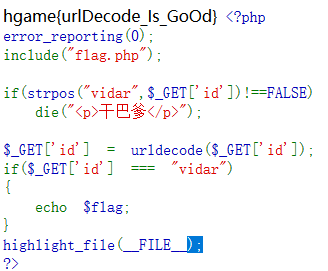 hgame{urlDecode_Is_GoOd} <?php
error_reporting(0);
include("flag.php");
if(strpos("vidar",$_GET['id'])!==FALSE)
die("<p>干巴爹</p>");
$_GET['id'] = urldecode($_GET['id']);
if($_GET['id'] === "vidar")
{
echo $flag;
}
highlight_file(__FILE__);
?>